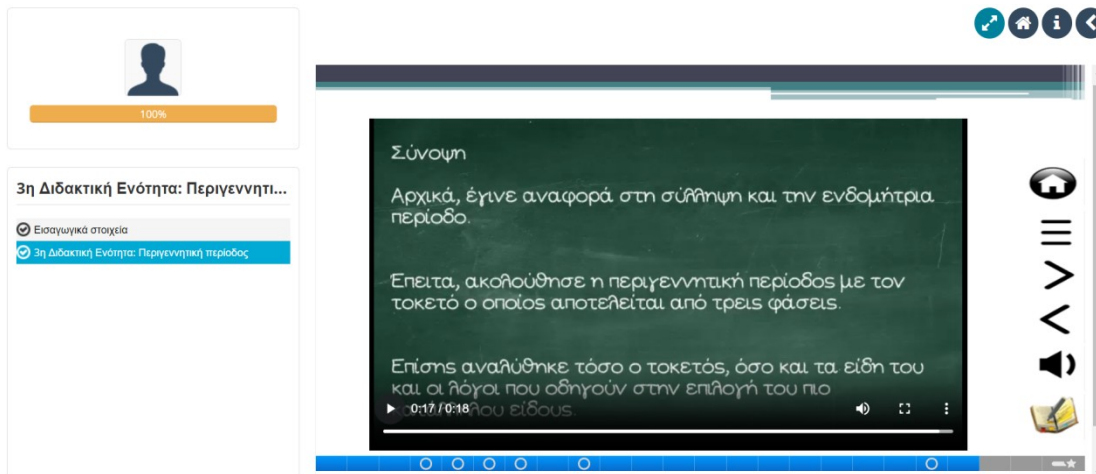 100%
3η Διδακτική Ενότητα: Περιγεννητι...
Εισαγωγικά στοιχεία
3η Διδακτική Ενότητα: Περιγεννητική περίοδος
Σύνοψη
Αρχικά, έγινε αναφορά στη σύλληψη και την ενδομήτρια
περίοδο.
Έπειτα, ακολούθησε η περιγεννητική περίοδος με τον
τοκετό ο οποίος αποτελείται από τρεις φάσεις.
Επίσης αναλύθηκε τόσο ο τοκετός, όσο και τα είδη του
και οι λόγοι που οδηγούν στην επιλογή του πιο
είδους.
0:17 / 0:18